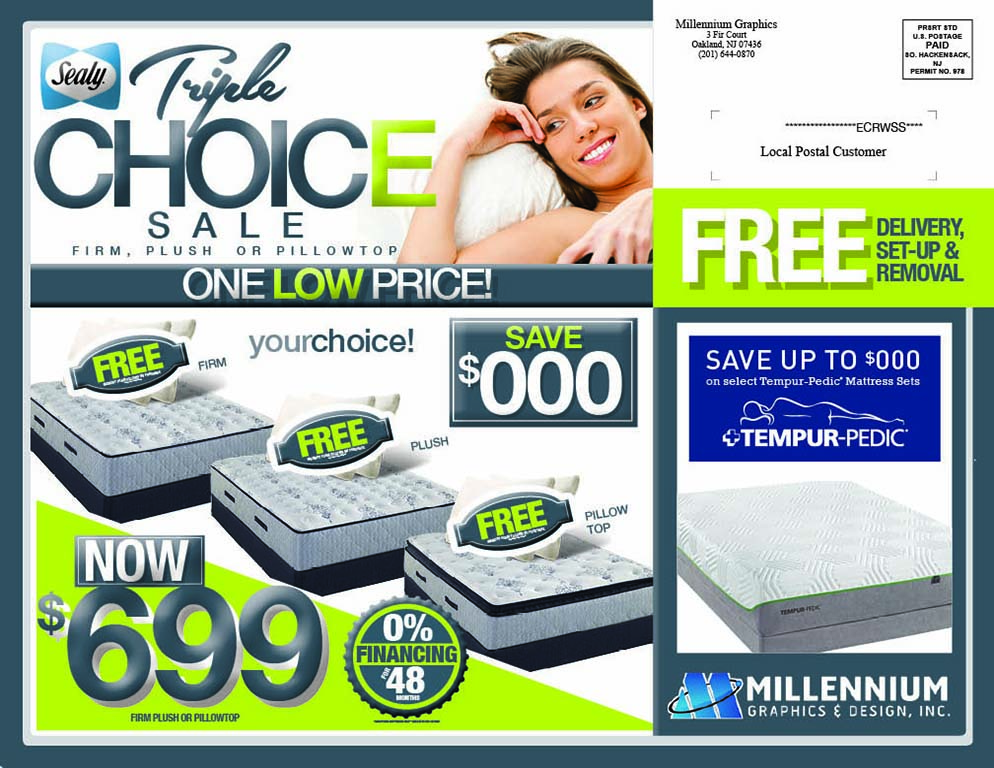 Sealy
Triple
CHOICE
SALE
FIRM, PLUSH OR PILLOWTOP
ONE LOW PRICE!
Millennium Graphics
3 Fir Court
Oakland, NJ 07436
(201) 644-0870
PRSRT STD
U.S. POSTAGE
PAID
SO. HACKENSACK,
NJ
PERMIT NO. 978
*****************ECRWSS****
Local Postal Customer
FREE
DELIVERY,
SET-UP &
REMOVAL
yourchoice!
SAVE
$000
FREE
FIRM
FREE
PLUSH
FREE
PILLOW
TOP
NOW
$699
FIRM PLUSH OR PILLOWTOP
0%
FINANCING
FOR 48
MONTHS
SAVE UP TO $000
on select Tempur-Pedic® Mattress Sets
TEMPUR-PEDIC®
TEMPUR-PEDIC
MILLENNIUM
GRAPHICS & DESIGN, INC.